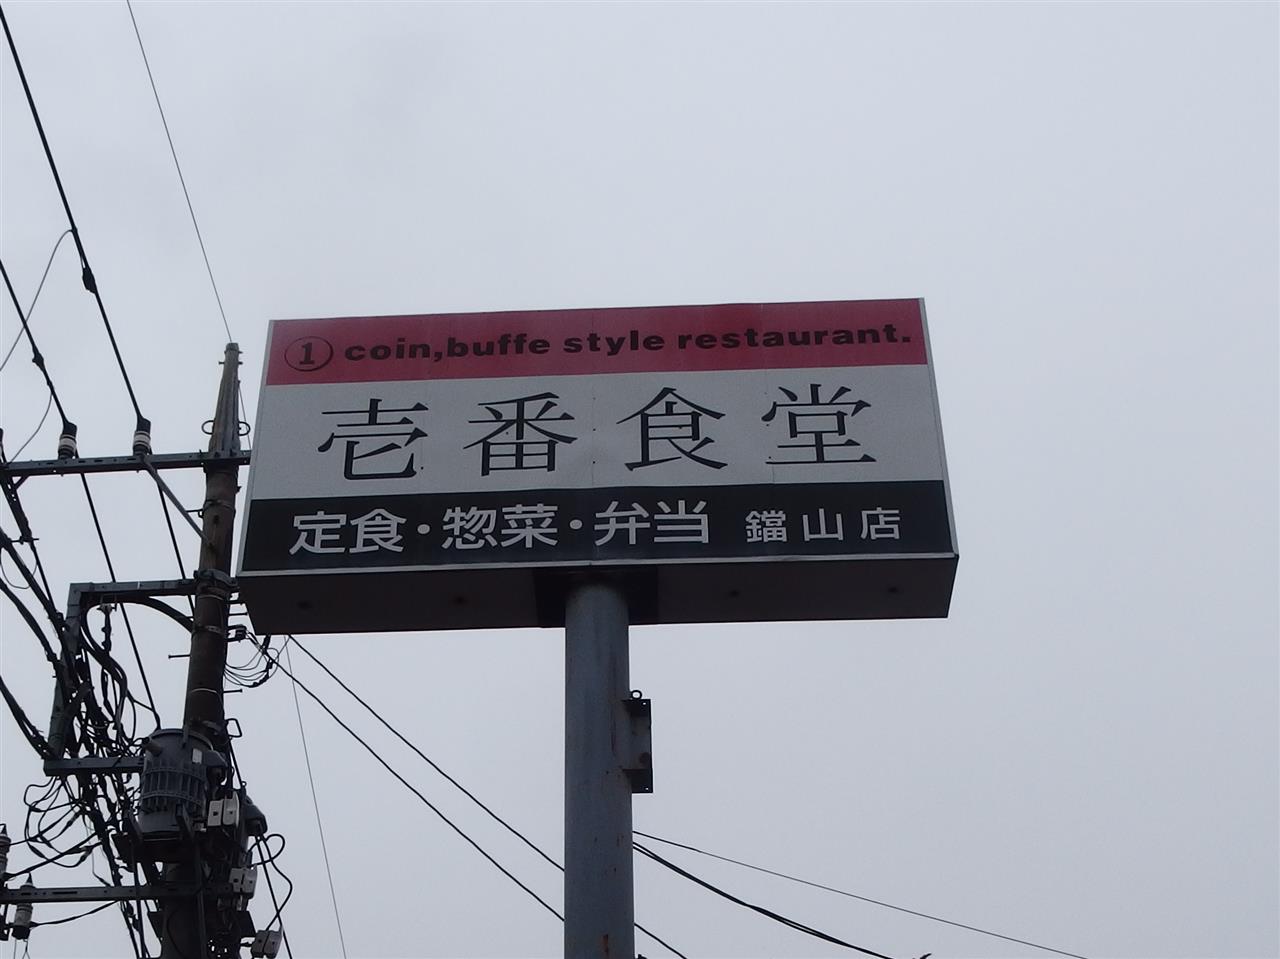 ① coin,buffe style restaurant.
壱番食堂
定食・惣菜・弁当 鐺山店